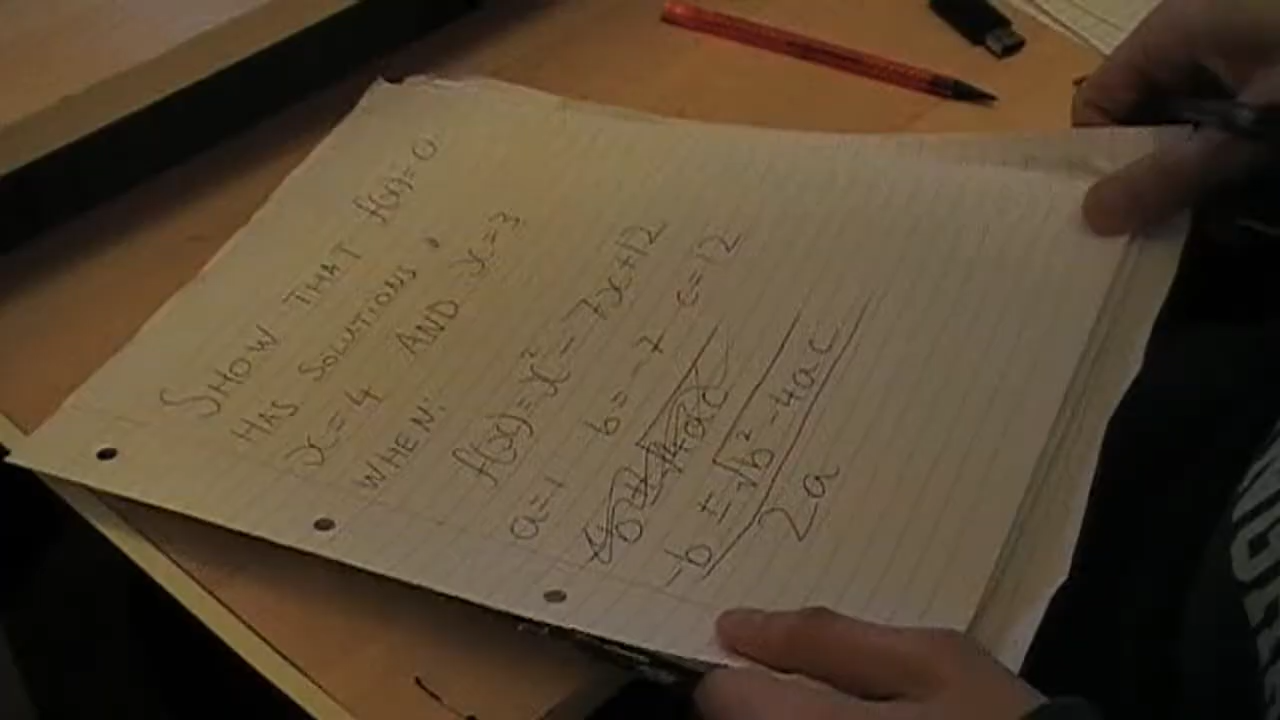 SHOW THAT f(x)=0
HAS SOLUTIONS,
x=4 AND x=3
WHEN:
f(x)=x²-7x+12
a=1 b=-7 c=12
-b ± √b²-4ac
2a